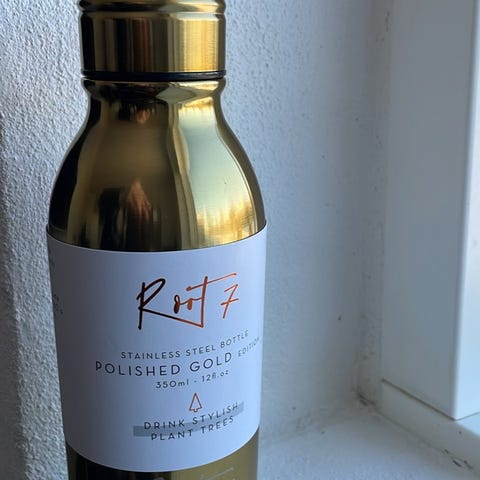 Root 7
STAINLESS STEEL BOTTLE
POLISHED GOLD EDITION
350ml - 12fl.oz
DRINK STYLISH
PLANT TREES